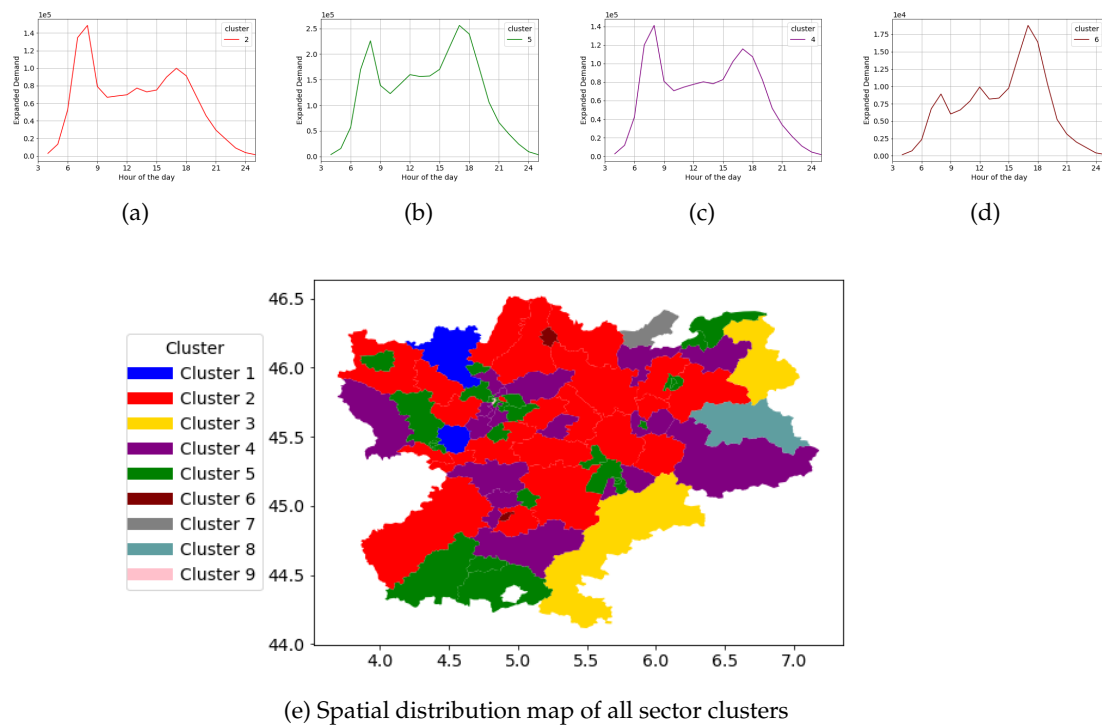 1e5
cluster
2
Expanded Demand
1.4
1.2
1.0
0.8
0.6
0.4
0.2
0.0
3 6 9 12 15 18 21 24
Hour of the day
(a)
1e5
cluster
5
Expanded Demand
2.5
2.0
1.5
1.0
0.5
0.0
3 6 9 12 15 18 21 24
Hour of the day
(b)
1e5
cluster
4
Expanded Demand
1.4
1.2
1.0
0.8
0.6
0.4
0.2
0.0
3 6 9 12 15 18 21 24
Hour of the day
(c)
1e4
cluster
6
Expanded Demand
1.75
1.50
1.25
1.00
0.75
0.50
0.25
0.00
3 6 9 12 15 18 21 24
Hour of the day
(d)
Cluster
Cluster 1
Cluster 2
Cluster 3
Cluster 4
Cluster 5
Cluster 6
Cluster 7
Cluster 8
Cluster 9
46.5
46.0
45.5
45.0
44.5
44.0
4.0 4.5 5.0 5.5 6.0 6.5 7.0
(e) Spatial distribution map of all sector clusters